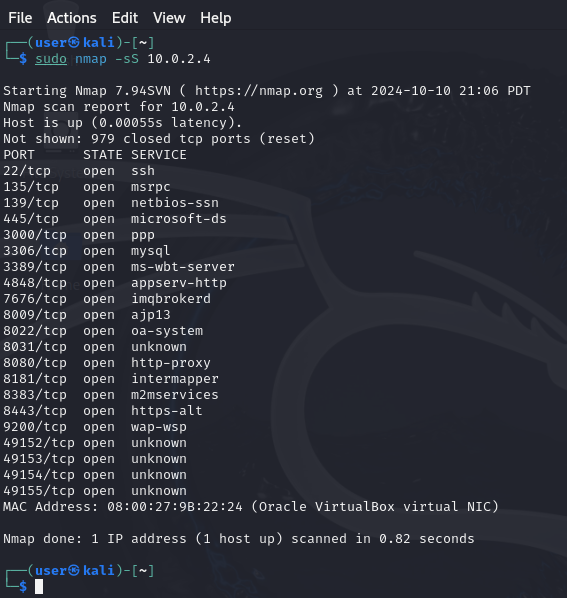 File Actions Edit View Help
┌──(user㉿kali)-[~]
└─$ sudo nmap -sS 10.0.2.4
Starting Nmap 7.94SVN ( https://nmap.org ) at 2024-10-10 21:06 PDT
Nmap scan report for 10.0.2.4
Host is up (0.00055s latency).
Not shown: 979 closed tcp ports (reset)
PORT      STATE SERVICE
22/tcp    open  ssh
135/tcp   open  msrpc
139/tcp   open  netbios-ssn
445/tcp   open  microsoft-ds
3000/tcp  open  ppp
3306/tcp  open  mysql
3389/tcp  open  ms-wbt-server
4848/tcp  open  appserv-http
7676/tcp  open  imqbrokerd
8009/tcp  open  ajp13
8022/tcp  open  oa-system
8031/tcp  open  unknown
8080/tcp  open  http-proxy
8181/tcp  open  intermapper
8383/tcp  open  m2mservices
8443/tcp  open  https-alt
9200/tcp  open  wap-wsp
49152/tcp open  unknown
49153/tcp open  unknown
49154/tcp open  unknown
49155/tcp open  unknown
MAC Address: 08:00:27:9B:22:24 (Oracle VirtualBox virtual NIC)
Nmap done: 1 IP address (1 host up) scanned in 0.82 seconds
┌──(user㉿kali)-[~]
└─$